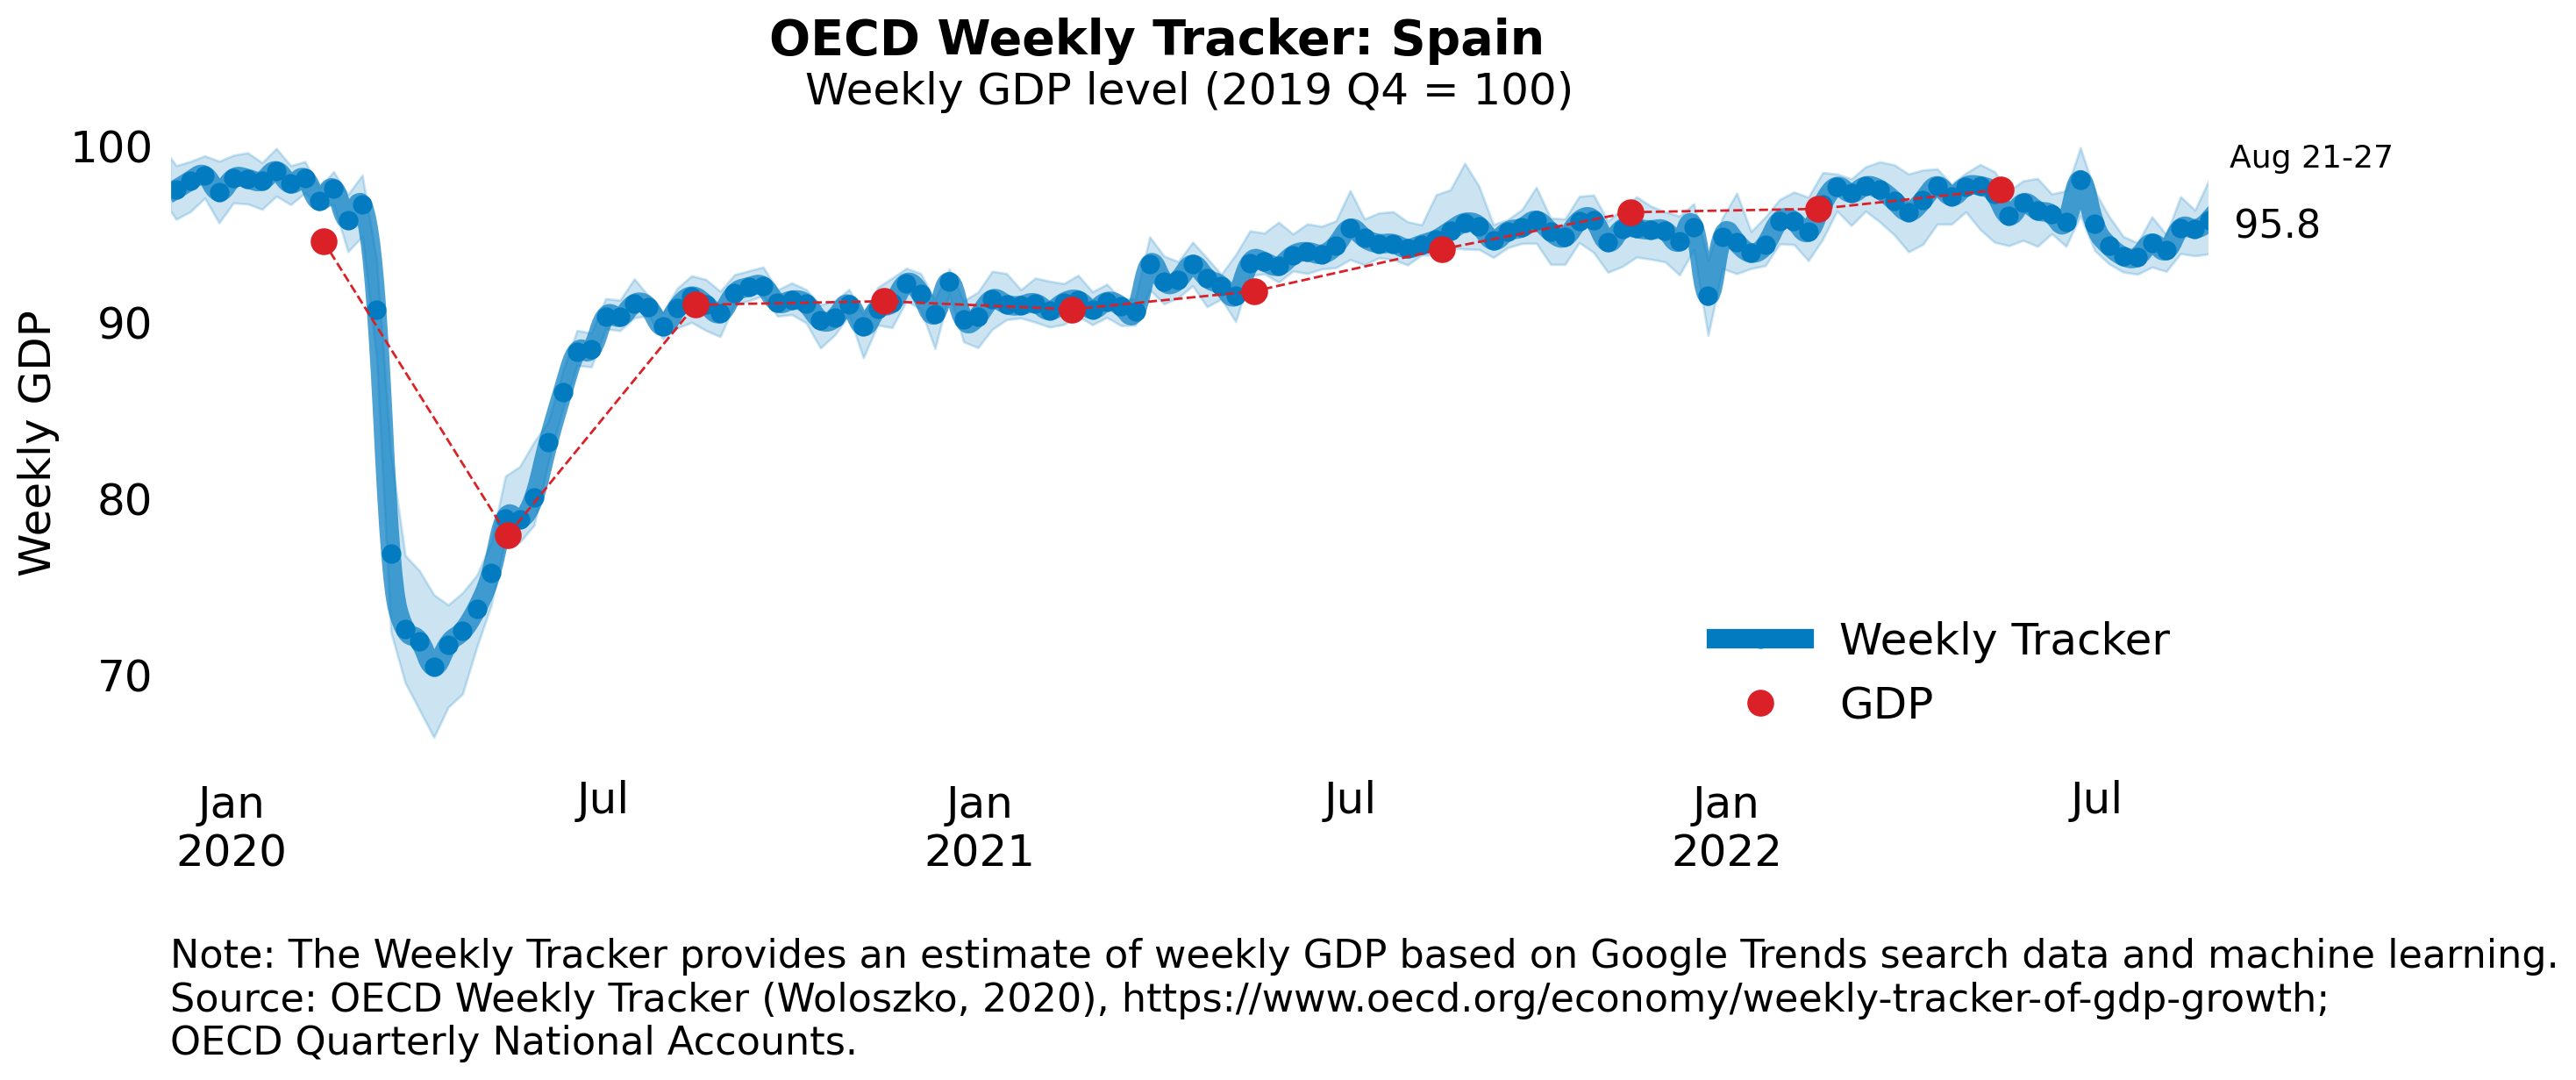 OECD Weekly Tracker: Spain
Weekly GDP level (2019 Q4 = 100)
Weekly GDP
100
90
80
70
Aug 21-27
95.8
Weekly Tracker
GDP
Jan Jul Jan Jul Jan Jul
2020 2021 2022
Note: The Weekly Tracker provides an estimate of weekly GDP based on Google Trends search data and machine learning.
Source: OECD Weekly Tracker (Woloszko, 2020), https://www.oecd.org/economy/weekly-tracker-of-gdp-growth;
OECD Quarterly National Accounts.